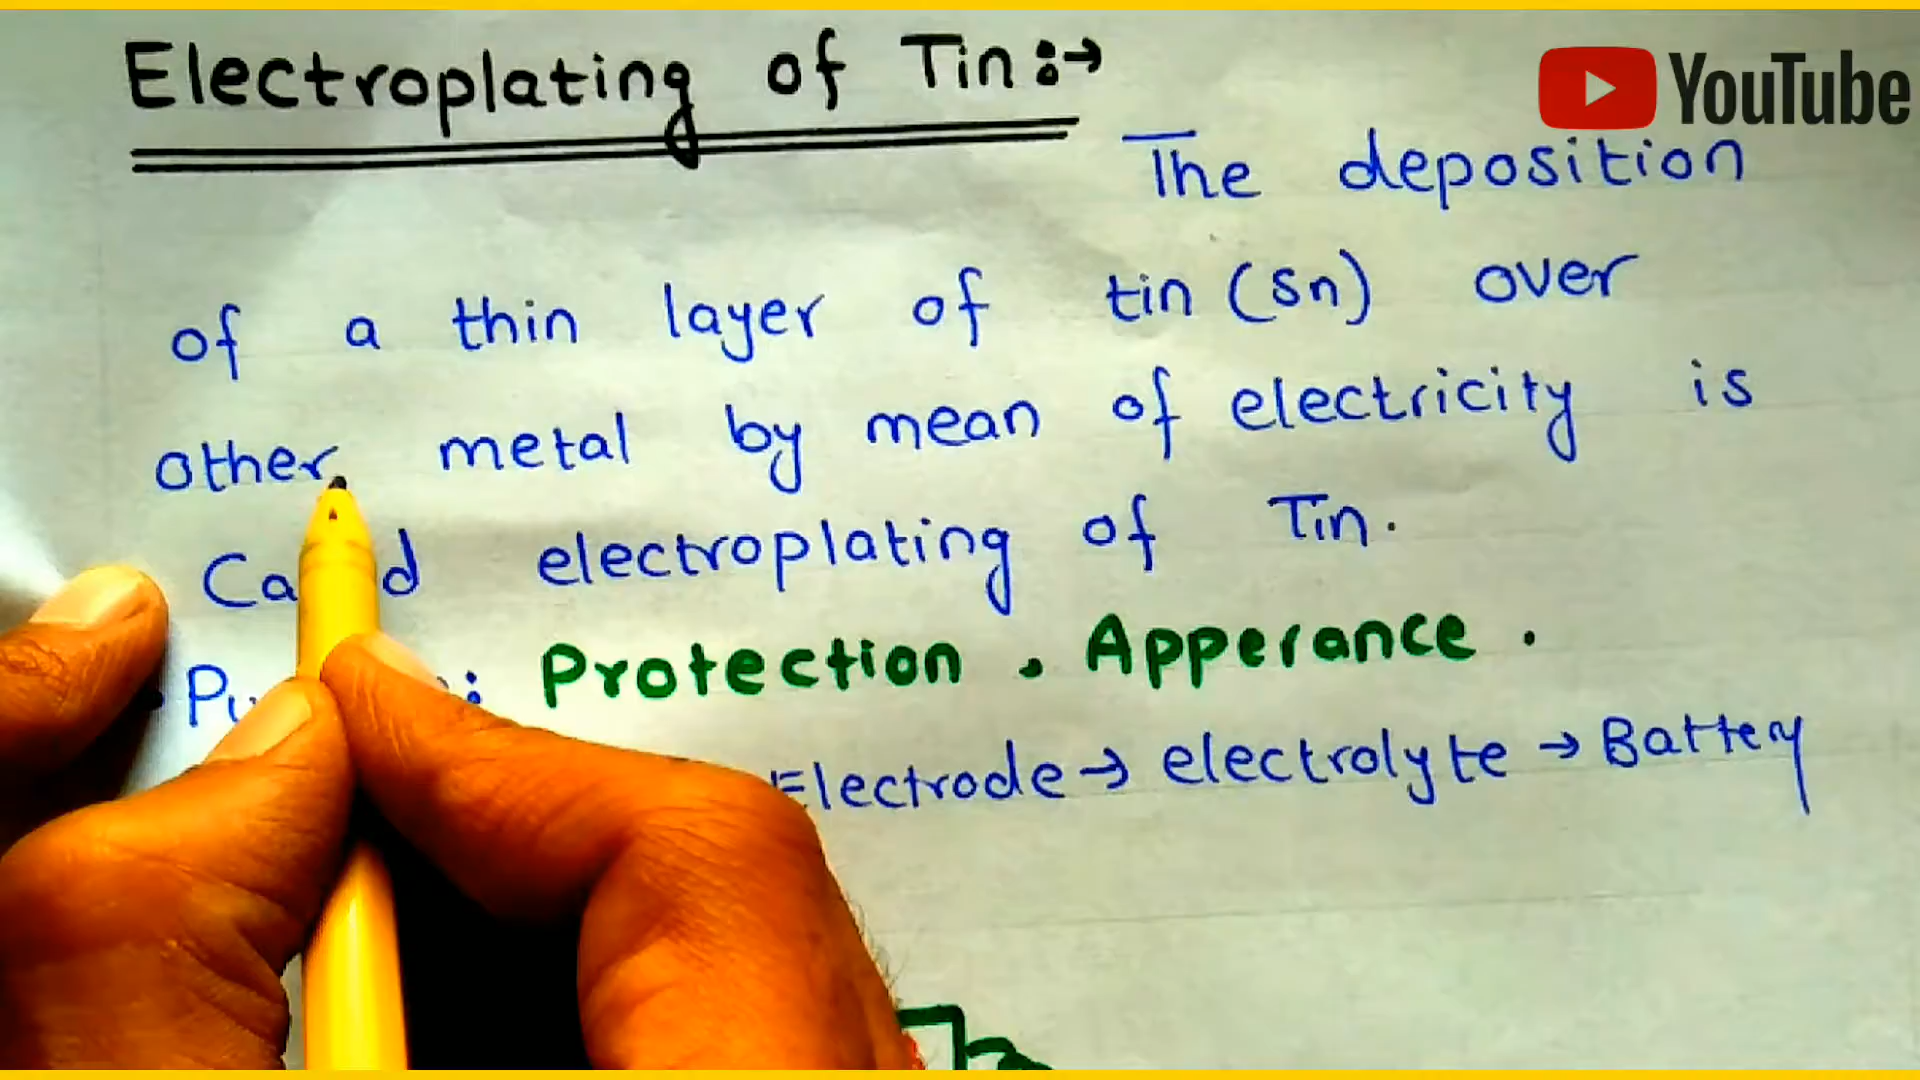 Electroplating of Tin:→
YouTube
The deposition
of a thin layer of tin (Sn) over
other metal by mean of electricity is
electroplating of Tin.
: Protection . Apperance .
Electrode → electrolyte → Battery